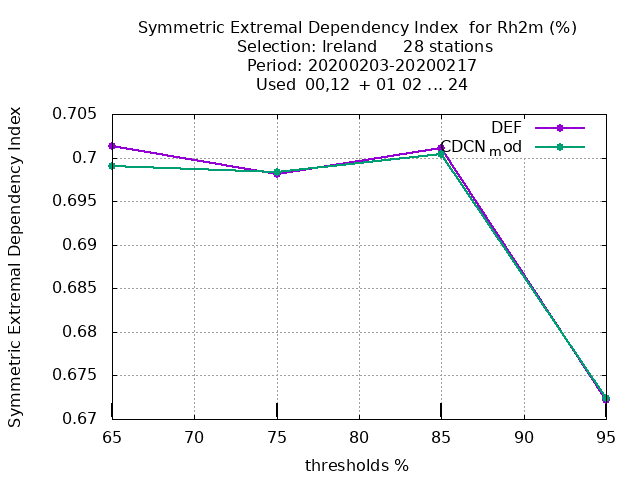 Symmetric Extremal Dependency Index for Rh2m (%)
Selection: Ireland 28 stations
Period: 20200203-20200217
Used 00,12 + 01 02 ... 24
Symmetric Extremal Dependency Index
0.705
0.7
0.695
0.69
0.685
0.68
0.675
0.67
DEF
CDCN_mod
65 70 75 80 85 90 95
thresholds %